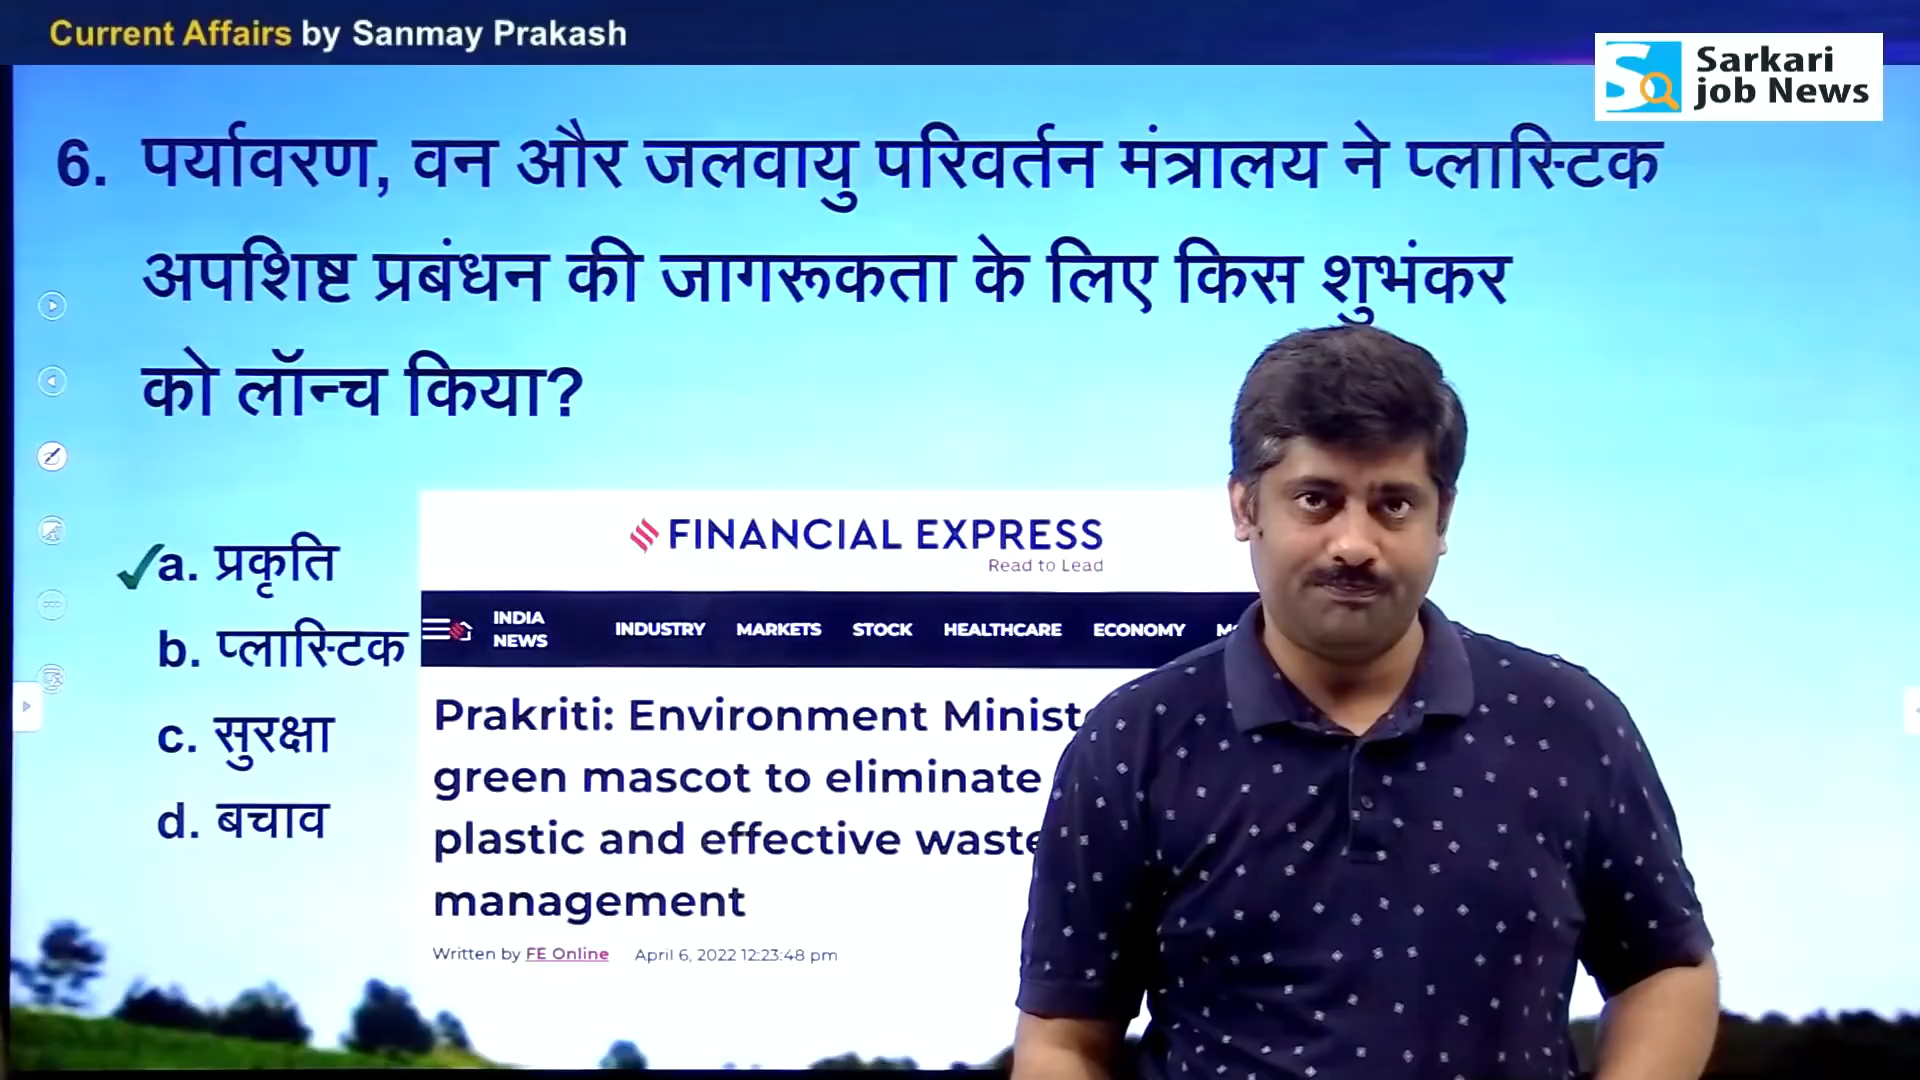 Current Affairs by Sanmay Prakash
Sarkari
job News
6. पर्यावरण, वन और जलवायु परिवर्तन मंत्रालय ने प्लास्टिक
अपशिष्ट प्रबंधन की जागरूकता के लिए किस शुभंकर
को लॉन्च किया?
a. प्रकृति
b. प्लास्टिक
c. सुरक्षा
d. बचाव
FINANCIAL EXPRESS
Read to Lead
INDIA
NEWS
INDUSTRY MARKETS STOCK HEALTHCARE ECONOMY
Prakriti: Environment
green mascot to eliminate
plastic and effective waste
management
Written by FE Online April 6, 2022 12:23:48 pm